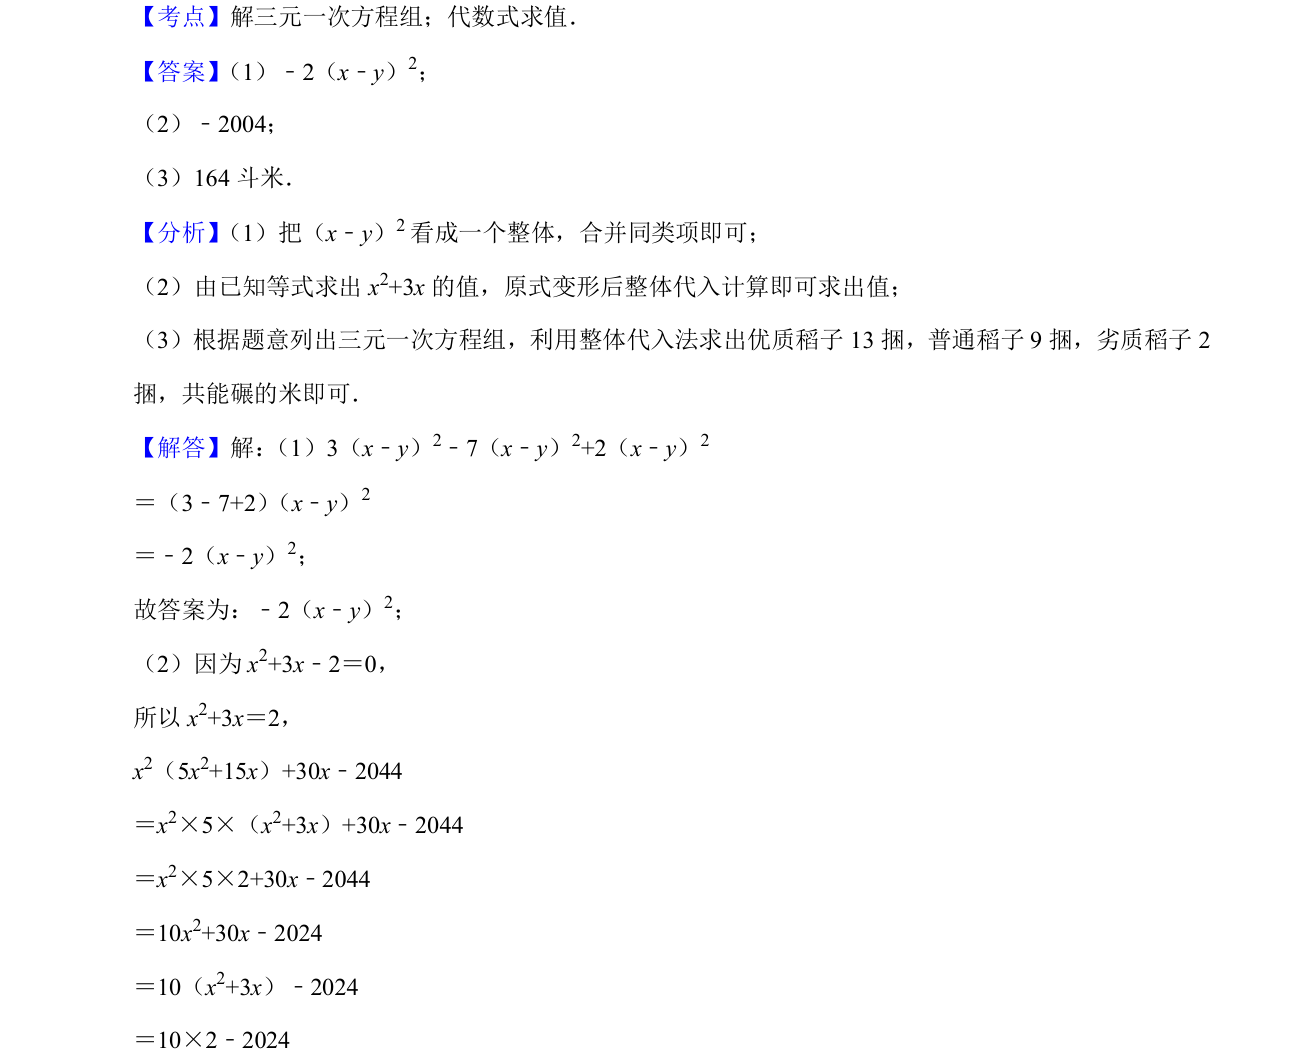 【考点】解三元一次方程组；代数式求值．
【答案】（1）﹣2（x﹣y）²；
（2）﹣2004；
（3）164 斗米．
【分析】（1）把（x﹣y）²看成一个整体，合并同类项即可；
（2）由已知等式求出 x²+3x 的值，原式变形后整体代入计算即可求出值；
（3）根据题意列出三元一次方程组，利用整体代入法求出优质稻子 13 捆，普通稻子 9 捆，劣质稻子 2
捆，共能碾的米即可．
【解答】解：（1）3（x﹣y）²﹣7（x﹣y）²+2（x﹣y）²
＝（3﹣7+2）（x﹣y）²
＝﹣2（x﹣y）²；
故答案为：﹣2（x﹣y）²；
（2）因为 x²+3x﹣2＝0，
所以 x²+3x＝2，
x²（5x²+15x）+30x﹣2044
＝x²×5×（x²+3x）+30x﹣2044
＝x²×5×2+30x﹣2044
＝10x²+30x﹣2024
＝10（x²+3x）﹣2024
＝10×2﹣2024